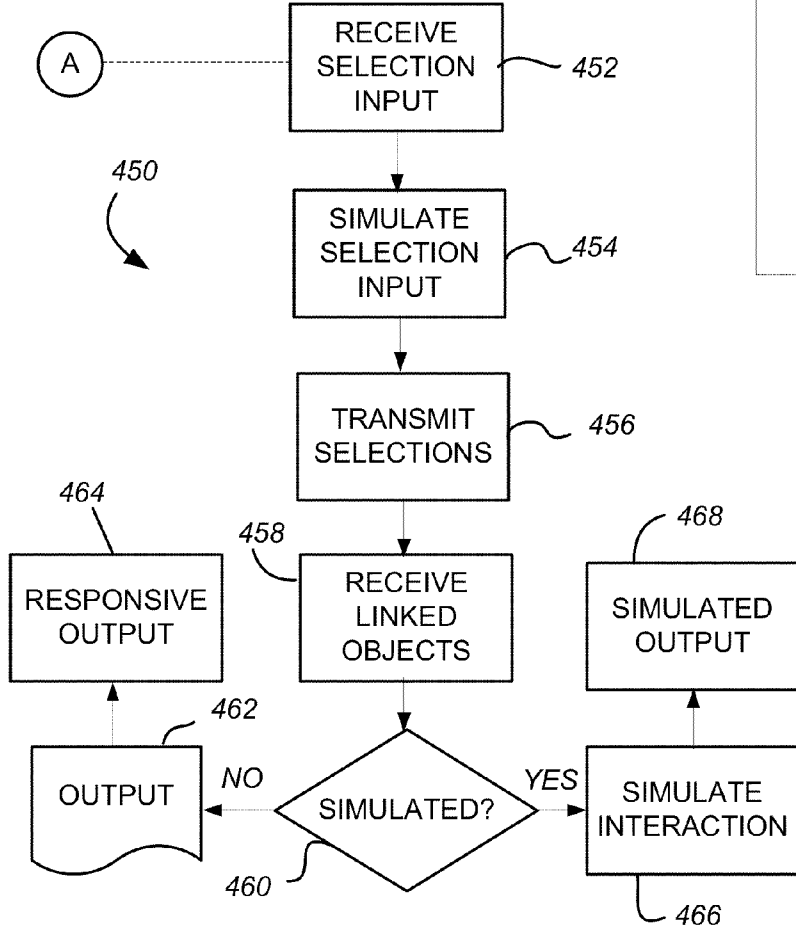 A
RECEIVE
SELECTION
INPUT
452
450
SIMULATE
SELECTION
INPUT
454
TRANSMIT
SELECTIONS
456
464
458
468
RESPONSIVE
OUTPUT
RECEIVE
LINKED
OBJECTS
SIMULATED
OUTPUT
462
OUTPUT
NO
SIMULATED?
YES
SIMULATE
INTERACTION
460
466